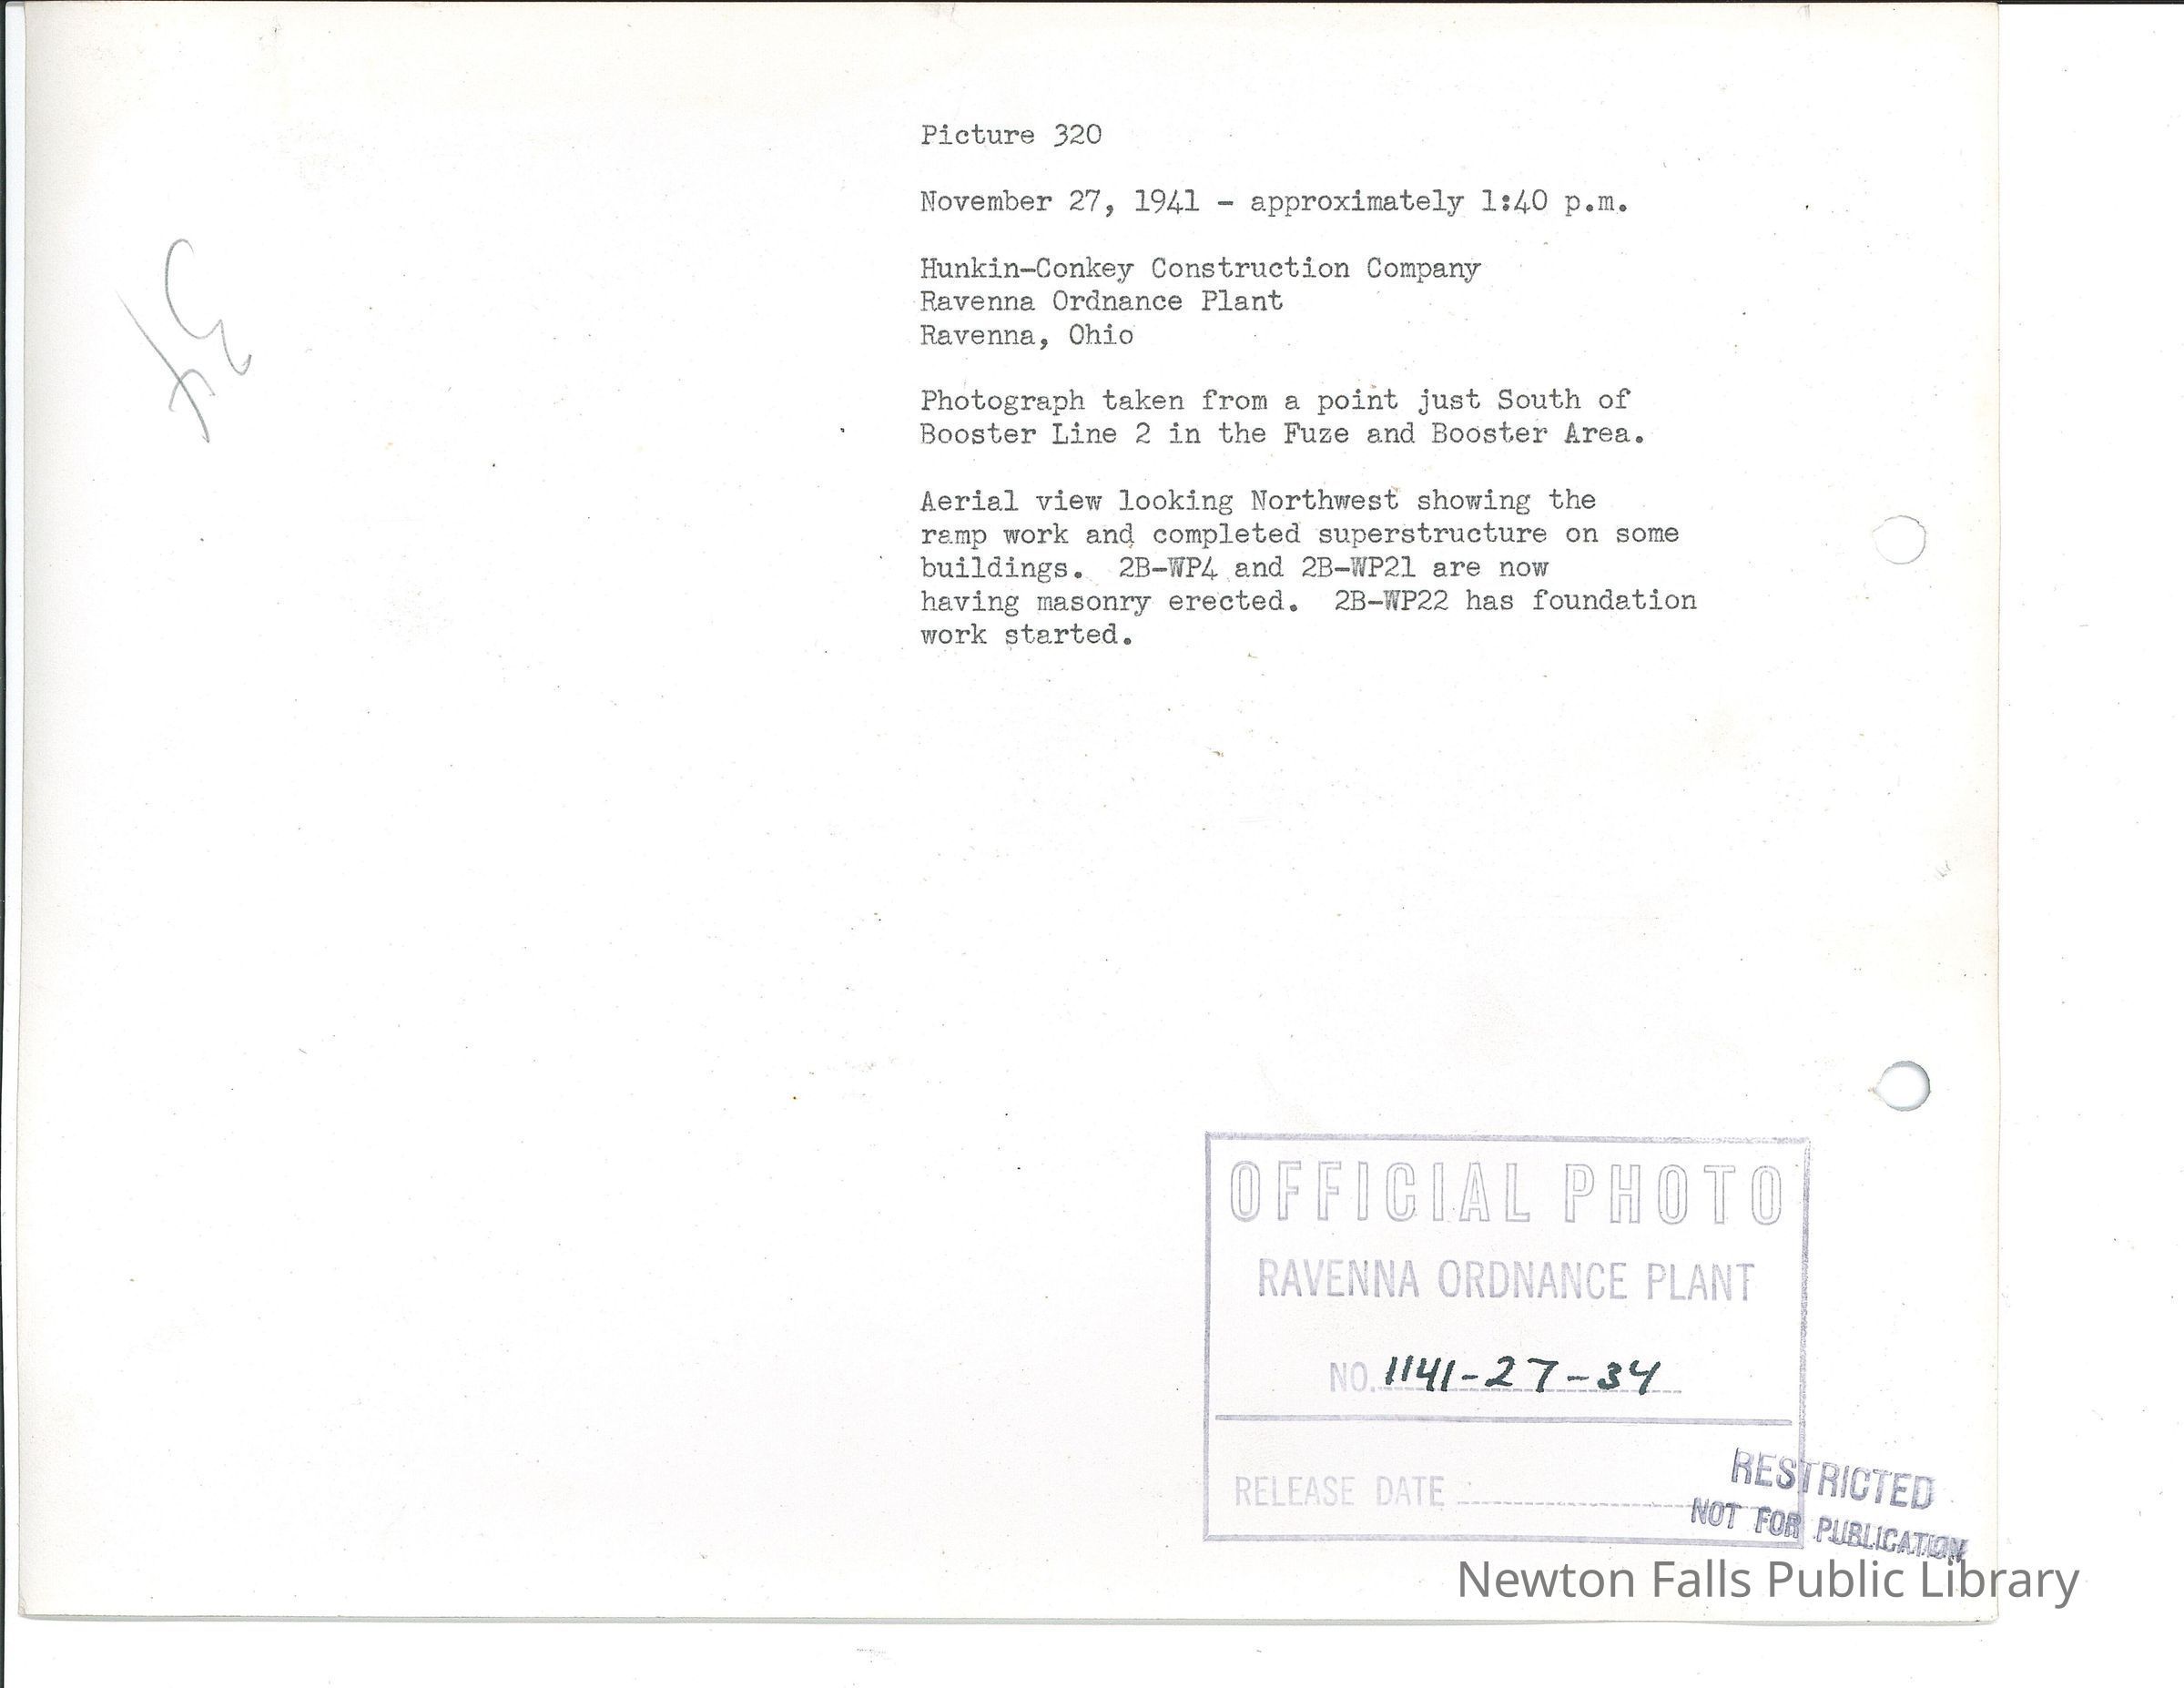 Picture 320
November 27, 1941 - approximately 1:40 p.m.
Hunkin-Conkey Construction Company
Ravenna Ordnance Plant
Ravenna, Ohio
Photograph taken from a point just South of
Booster Line 2 in the Fuze and Booster Area.
Aerial view looking Northwest showing the
ramp work and completed superstructure on some
buildings. 2B-WP4 and 2B-WP21 are now
having masonry erected. 2B-WP22 has foundation
work started.
34
OFFICIAL PHOTO
RAVENNA ORDNANCE PLANT
NO. 1141-27-34
RELEASE DATE
RESTRICTED
NOT FOR PUBLICATION
Newton Falls Public Library